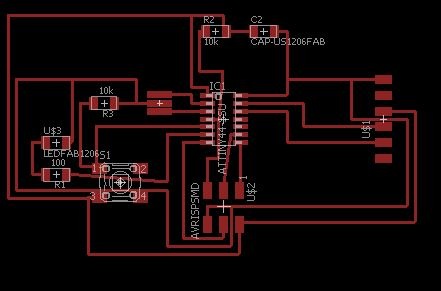 R2
C2
10k
CAP-US1206FAB
IC1
10k
R3
ATTINY44-SSU
U$3
LEDFAB1206
S1
100
R1
1
2
3
4
U$1
1
U$2
AVRISPSMD